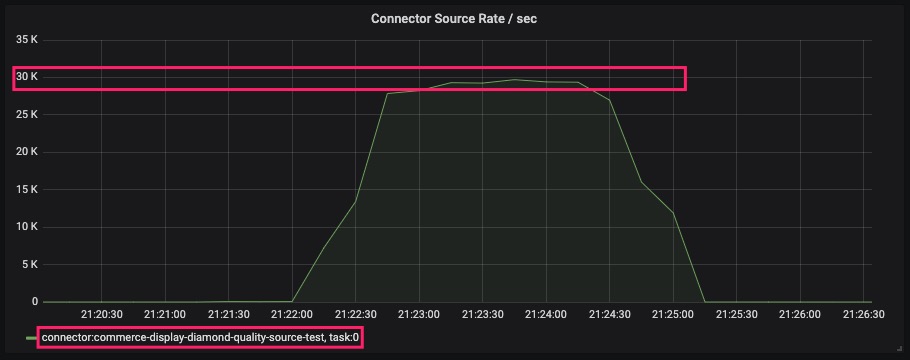 Connector Source Rate / sec
35 K
30 K
25 K
20 K
15 K
10 K
5 K
0
21:20:30 21:21:00 21:21:30 21:22:00 21:22:30 21:23:00 21:23:30 21:24:00 21:24:30 21:25:00 21:25:30 21:26:00 21:26:30
connector:commerce-display-diamond-quality-source-test, task:0